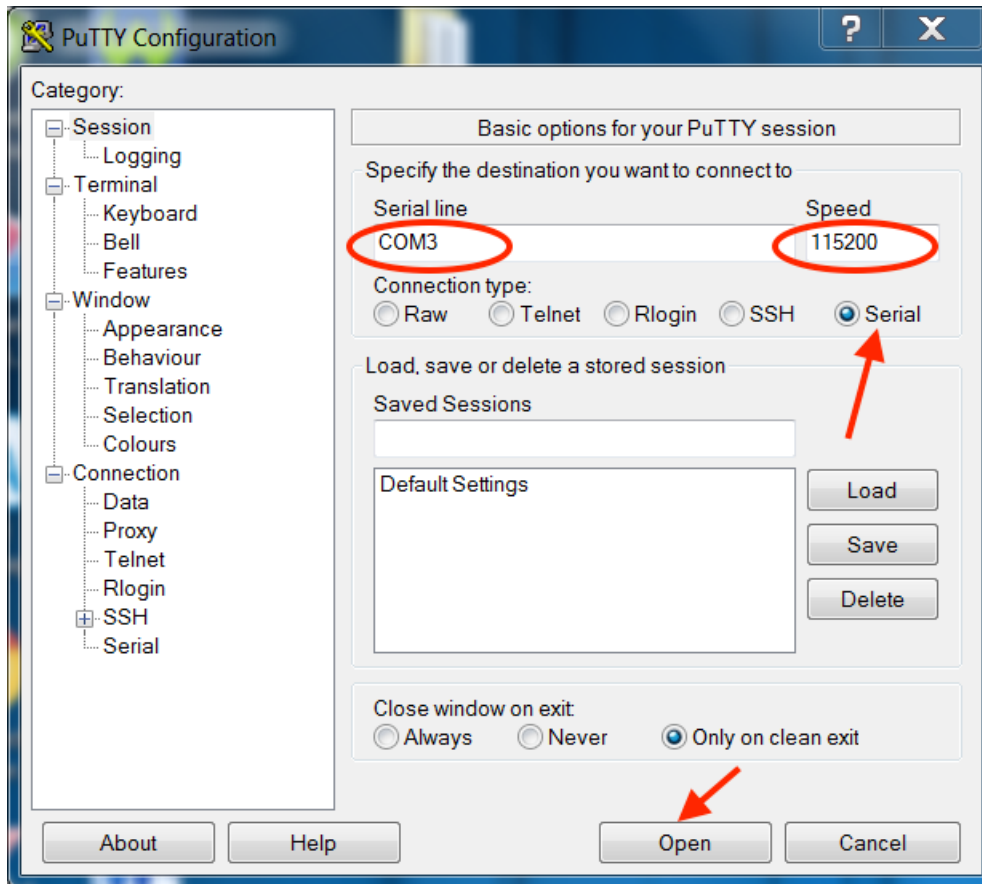 PuTTY Configuration
?
X
Category:
Session
Logging
Terminal
Keyboard
Bell
Features
Window
Appearance
Behaviour
Translation
Selection
Colours
Connection
Data
Proxy
Telnet
Rlogin
SSH
Serial
Basic options for your PuTTY session
Specify the destination you want to connect to
Serial line Speed
COM3 115200
Connection type:
Raw Telnet Rlogin SSH Serial
Load, save or delete a stored session
Saved Sessions
Default Settings
Load
Save
Delete
Close window on exit:
Always Never Only on clean exit
About Help Open Cancel